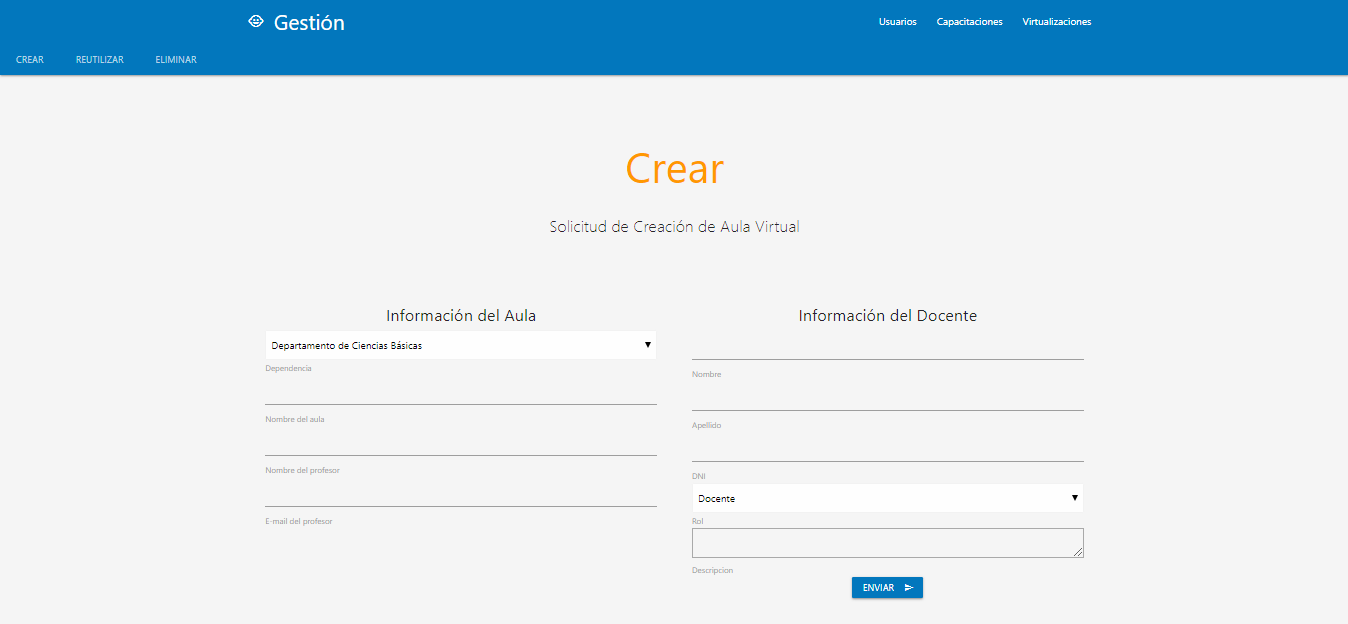 Gestión
Usuarios Capacitaciones Virtualizaciones
CREAR REUTILIZAR ELIMINAR
Crear
Solicitud de Creación de Aula Virtual
Información del Aula
Departamento de Ciencias Básicas
Dependencia
Nombre del aula
Nombre del profesor
E-mail del profesor
Información del Docente
Nombre
Apellido
DNI
Docente
Rol
Descripcion
ENVIAR